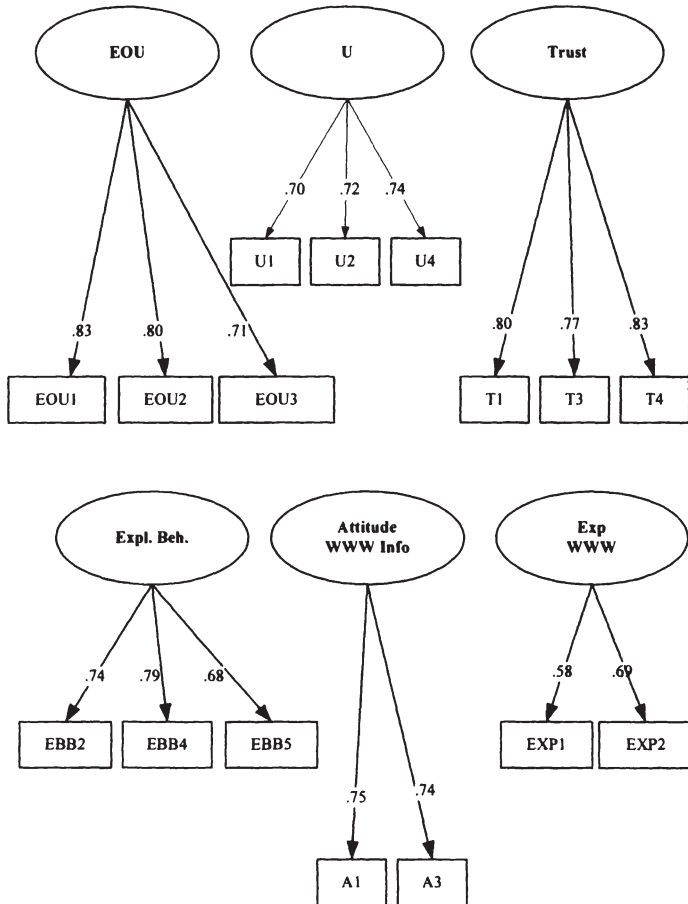 EOU
U
Trust
.70 .72 .74
U1 U2 U4
.83 .80 .71
.80 .77 .83
EOU1 EOU2 EOU3
T1 T3 T4
Expl. Beh.
Attitude
WWW Info
Exp
WWW
.74 .79 .68
.58 .69
EBB2 EBB4 EBB5
EXP1 EXP2
.75 .74
A1 A3